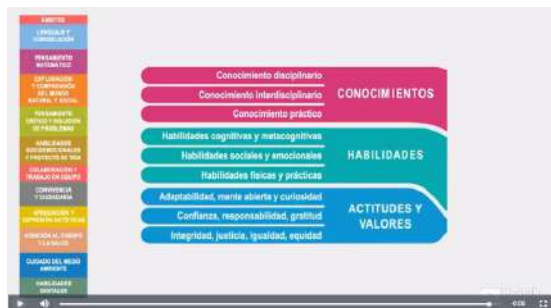 ÁMBITOS
LENGUAJE Y
COMUNICACIÓN
PENSAMIENTO
MATEMÁTICO
EXPLORACIÓN
Y COMPRENSIÓN
DEL MUNDO
NATURAL Y SOCIAL
PENSAMIENTO
CRÍTICO Y SOLUCIÓN
DE PROBLEMAS
HABILIDADES
SOCIOEMOCIONALES
Y PROYECTO DE VIDA
COLABORACIÓN Y
TRABAJO EN EQUIPO
CONVIVENCIA
Y CIUDADANÍA
APRECIACIÓN Y
EXPRESIÓN ARTÍSTICAS
ATENCIÓN AL CUERPO
Y LA SALUD
CUIDADO DEL MEDIO
AMBIENTE
HABILIDADES
DIGITALES
Conocimiento disciplinario
Conocimiento interdisciplinario
Conocimiento práctico
CONOCIMIENTOS
Habilidades cognitivas y metacognitivas
Habilidades sociales y emocionales
Habilidades físicas y prácticas
HABILIDADES
Adaptabilidad, mente abierta y curiosidad
Confianza, responsabilidad, gratitud
Integridad, justicia, igualdad, equidad
ACTITUDES Y
VALORES